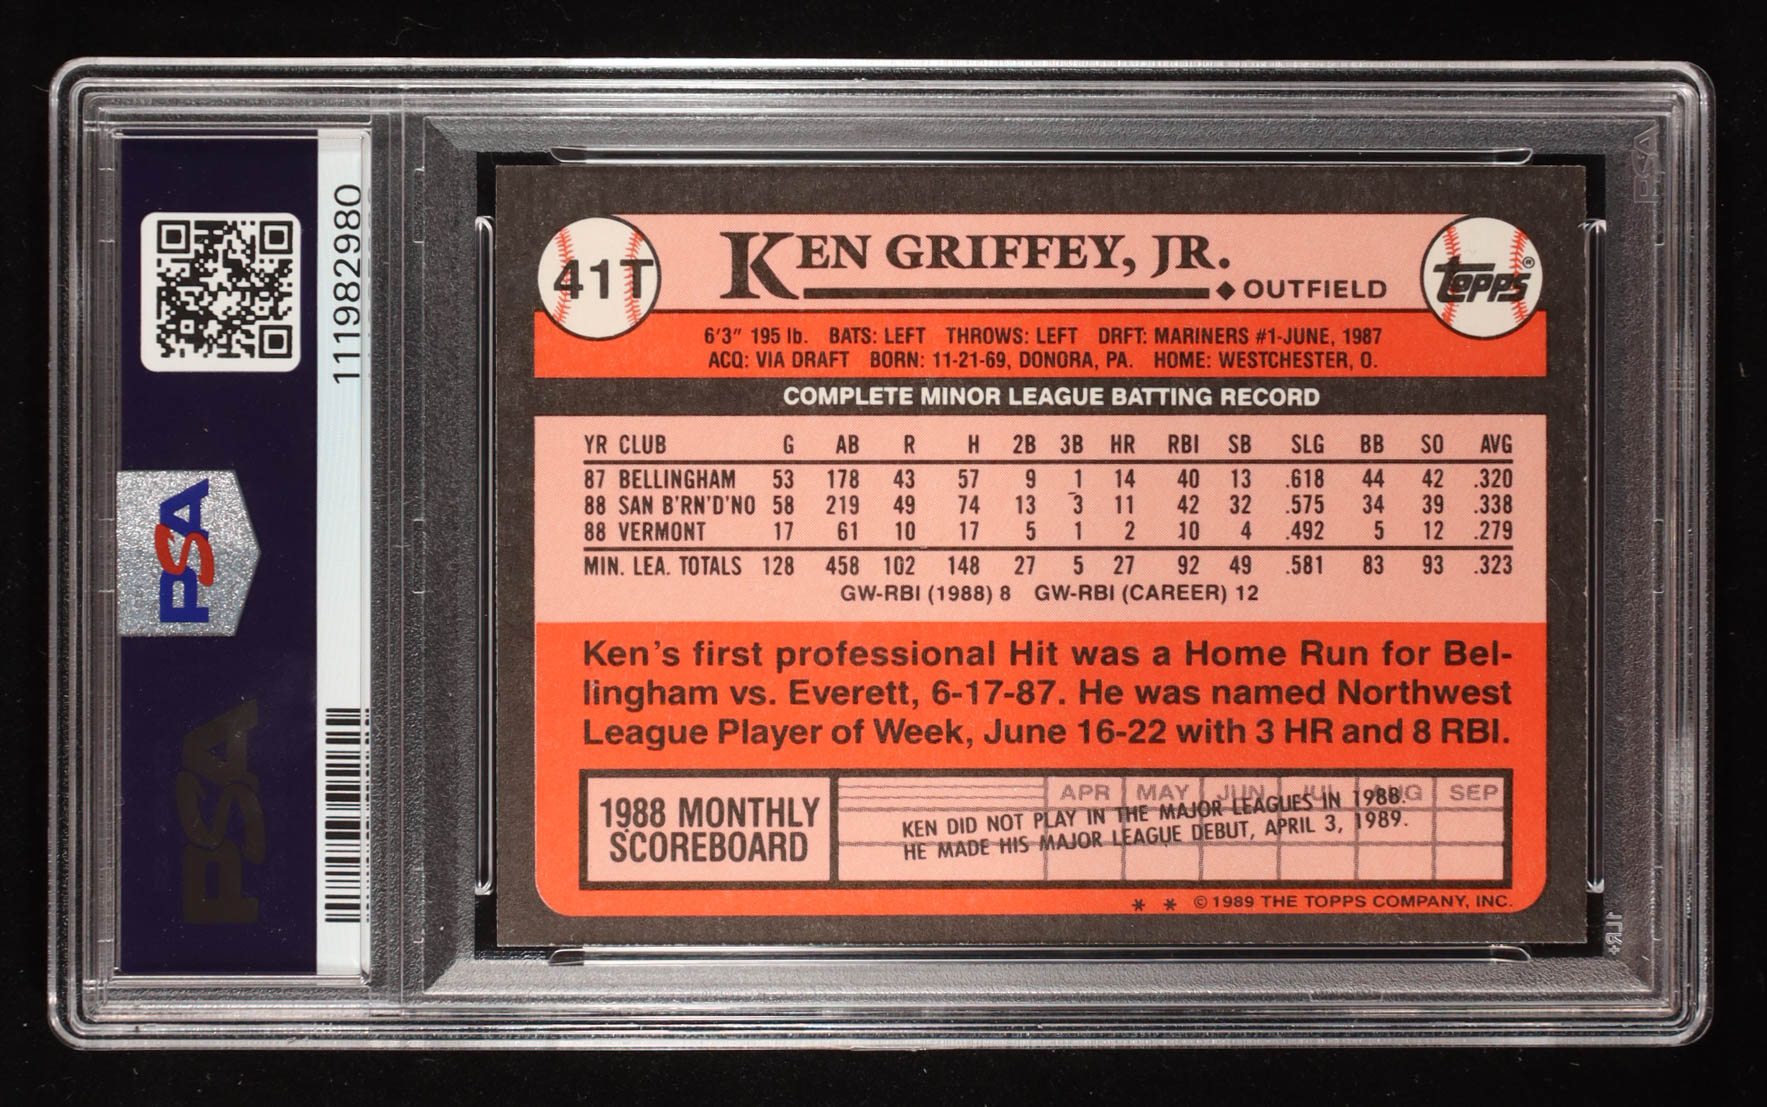 111982980
PSA
PSA
PSA
1LR+
41T
KEN GRIFFEY, JR.
◆ OUTFIELD
TOPPS®
6'3" 195 lb. BATS: LEFT THROWS: LEFT DRFT: MARINERS #1-JUNE, 1987
ACQ: VIA DRAFT BORN: 11-21-69, DONORA, PA. HOME: WESTCHESTER, O.
COMPLETE MINOR LEAGUE BATTING RECORD
YR CLUB G AB R H 2B 3B HR RBI SB SLG BB SO AVG
87 BELLINGHAM 53 178 43 57 9 1 14 40 13 .618 44 42 .320
88 SAN B'RN'D'NO 58 219 49 74 13 3 11 42 32 .575 34 39 .338
88 VERMONT 17 61 10 17 5 1 2 10 4 .492 5 12 .279
MIN. LEA. TOTALS 128 458 102 148 27 5 27 92 49 .581 83 93 .323
GW-RBI (1988) 8 GW-RBI (CAREER) 12
Ken's first professional Hit was a Home Run for Bel-
lingham vs. Everett, 6-17-87. He was named Northwest
League Player of Week, June 16-22 with 3 HR and 8 RBI.
1988 MONTHLY
SCOREBOARD
APR MAY JUN JUL AUG SEP
KEN DID NOT PLAY IN THE MAJOR LEAGUES IN 1988.
HE MADE HIS MAJOR LEAGUE DEBUT, APRIL 3, 1989.
* * © 1989 THE TOPPS COMPANY, INC.